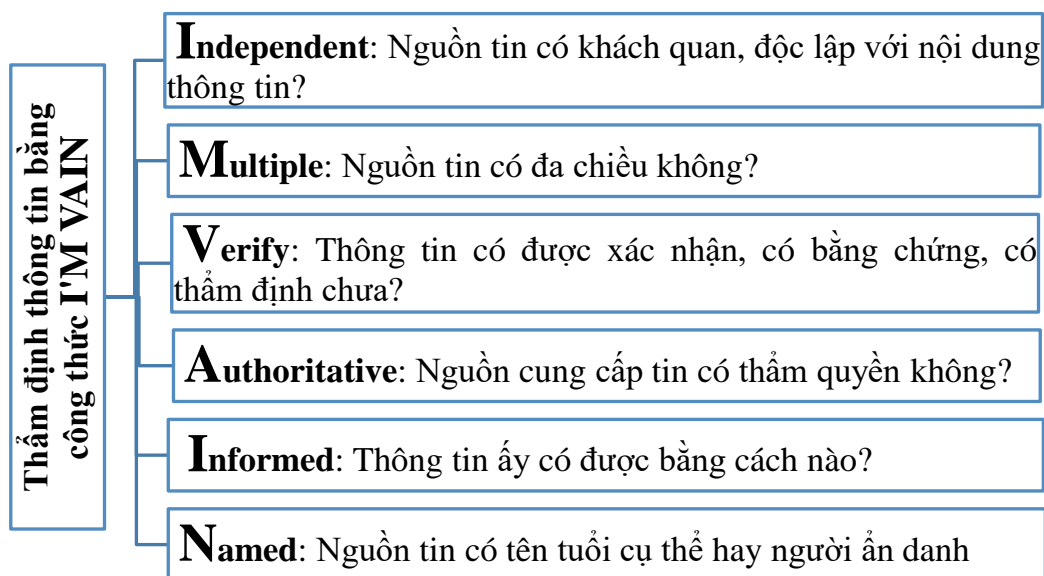 Thẩm định thông tin bằng
công thức I'M VAIN
Independent: Nguồn tin có khách quan, độc lập với nội dung
thông tin?
Multiple: Nguồn tin có đa chiều không?
Verify: Thông tin có được xác nhận, có bằng chứng, có
thẩm định chưa?
Authoritative: Nguồn cung cấp tin có thẩm quyền không?
Informed: Thông tin ấy có được bằng cách nào?
Named: Nguồn tin có tên tuổi cụ thể hay người ẩn danh